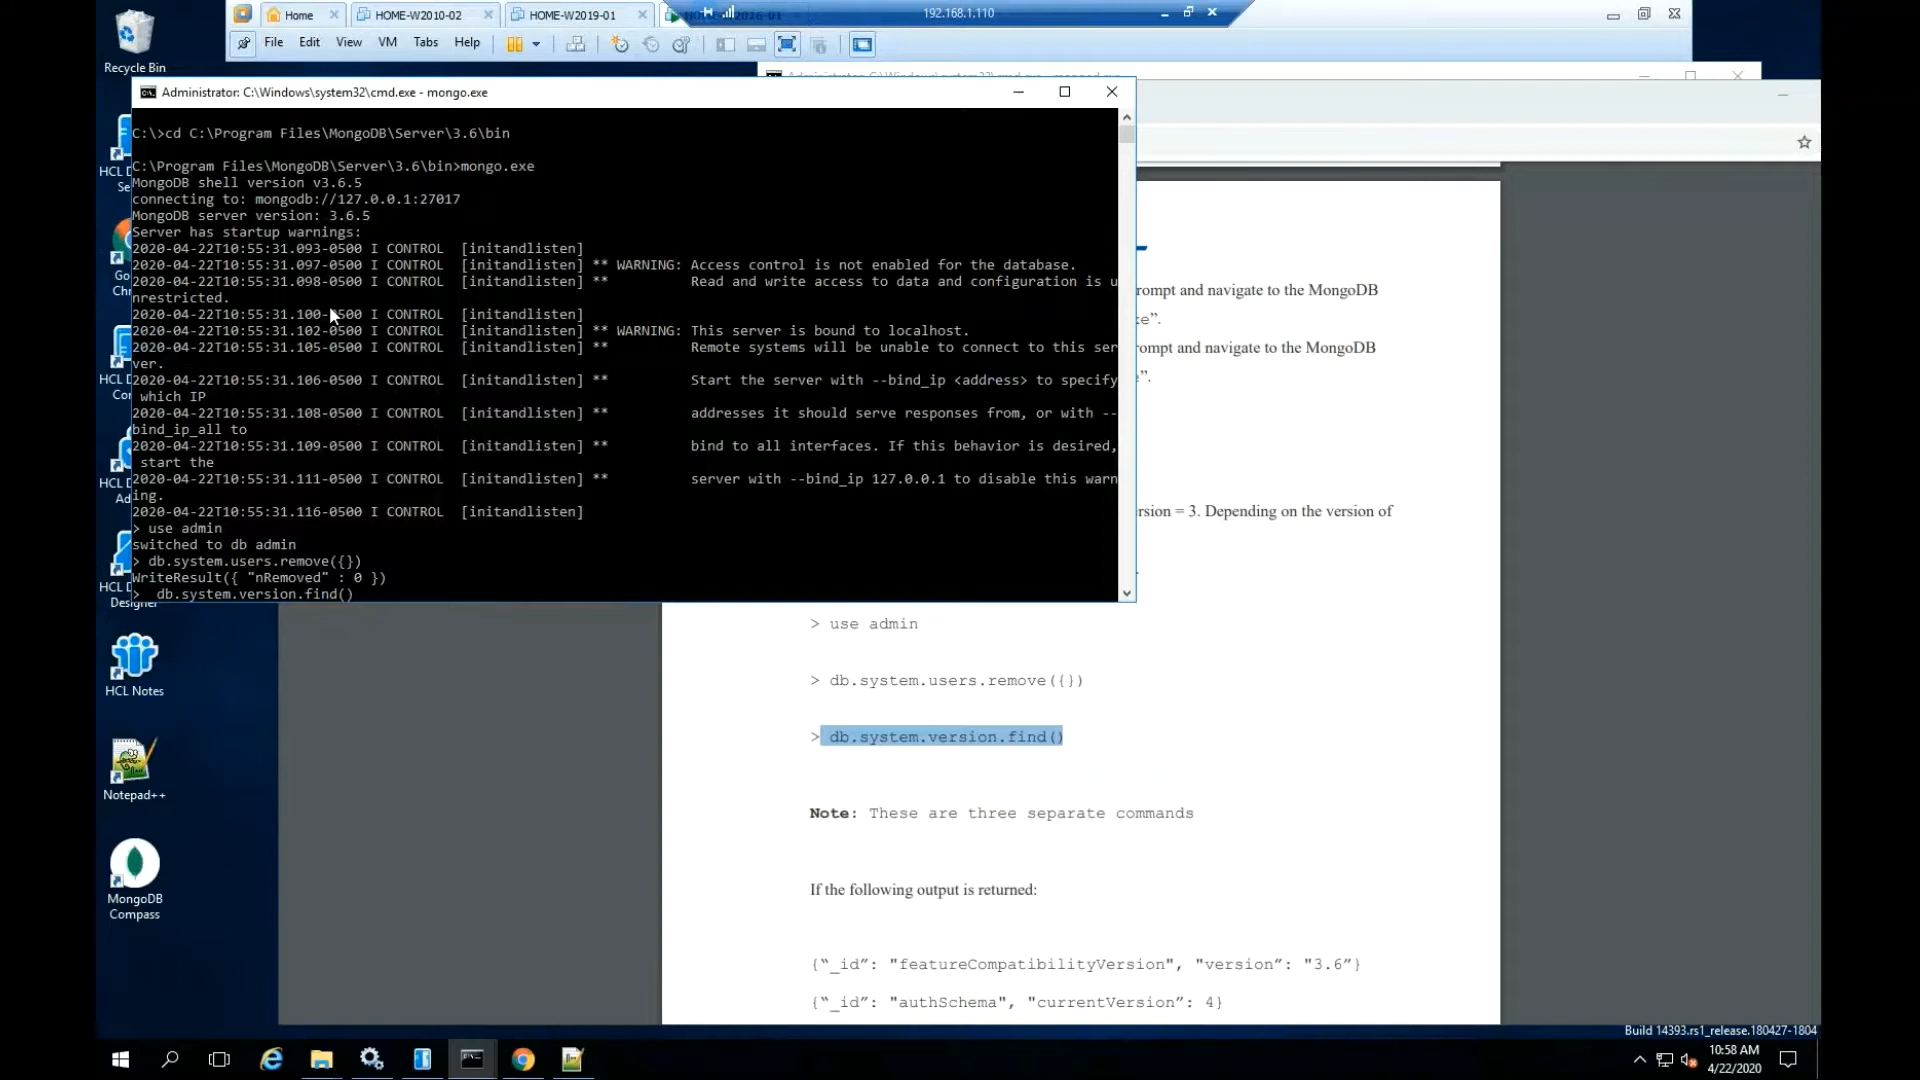 Home
HOME-W2010-02
HOME-W2019-01
192.168.1.110
File Edit View VM Tabs Help
Recycle Bin
Administrator: C:\Windows\system32\cmd.exe - mongo.exe
C:\>cd C:\Program Files\MongoDB\Server\3.6\bin
C:\Program Files\MongoDB\Server\3.6\bin>mongo.exe
MongoDB shell version v3.6.5
connecting to: mongodb://127.0.0.1:27017
MongoDB server version: 3.6.5
Server has startup warnings:
2020-04-22T10:55:31.093-0500 I CONTROL  [initandlisten]
2020-04-22T10:55:31.097-0500 I CONTROL  [initandlisten] ** WARNING: Access control is not enabled for the database.
2020-04-22T10:55:31.098-0500 I CONTROL  [initandlisten] **          Read and write access to data and configuration is u
nrestricted.
2020-04-22T10:55:31.100-0500 I CONTROL  [initandlisten]
2020-04-22T10:55:31.102-0500 I CONTROL  [initandlisten] ** WARNING: This server is bound to localhost.
2020-04-22T10:55:31.105-0500 I CONTROL  [initandlisten] **          Remote systems will be unable to connect to this ser
ver.
2020-04-22T10:55:31.106-0500 I CONTROL  [initandlisten] **          Start the server with --bind_ip <address> to specify
which IP
2020-04-22T10:55:31.108-0500 I CONTROL  [initandlisten] **          addresses it should serve responses from, or with --
bind_ip_all to
2020-04-22T10:55:31.109-0500 I CONTROL  [initandlisten] **          bind to all interfaces. If this behavior is desired,
start the
2020-04-22T10:55:31.111-0500 I CONTROL  [initandlisten] **          server with --bind_ip 127.0.0.1 to disable this warn
ing.
2020-04-22T10:55:31.116-0500 I CONTROL  [initandlisten]
> use admin
switched to db admin
> db.system.users.remove({})
WriteResult({ "nRemoved" : 0 })
>  db.system.version.find()
HCL D
Se
Go
Chr
HCL D
Cor
HCL D
Ad
HCL D
Designer
HCL Notes
Notepad++
MongoDB
Compass
rompt and navigate to the MongoDB
xe”.
rompt and navigate to the MongoDB
e”.
rsion = 3. Depending on the version of
> use admin
> db.system.users.remove({})
> db.system.version.find()
Note: These are three separate commands
If the following output is returned:
{“_id”: "featureCompatibilityVersion", "version”: "3.6”}
{“_id”: "authSchema", "currentVersion”: 4}
Build 14393.rs1_release.180427-1804
10:58 AM
4/22/2020